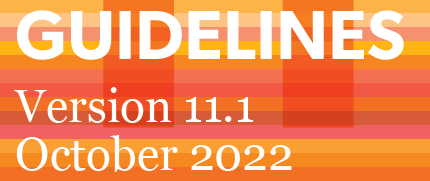 GUIDELINES
Version 11.1
October 2022